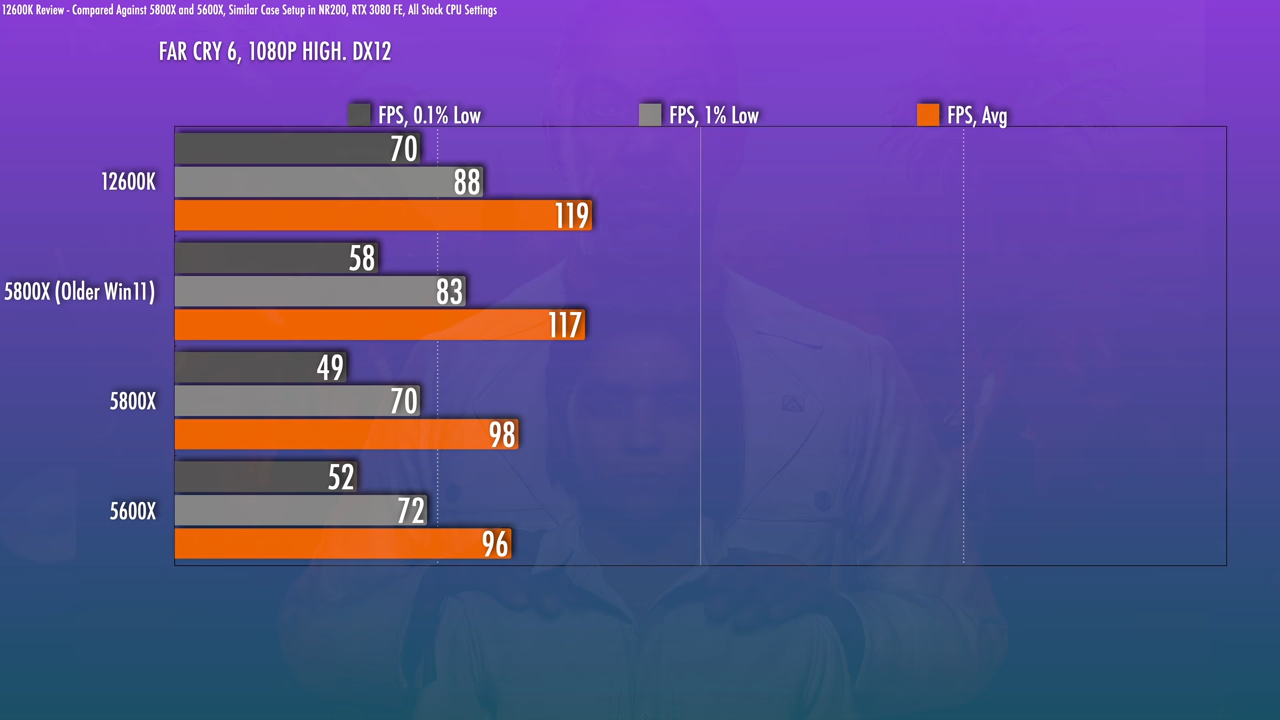 12600K Review - Compared Against 5800X and 5600X, Similar Case Setup in NR200, RTX 3080 FE, All Stock CPU Settings
FAR CRY 6, 1080P HIGH. DX12
FPS, 0.1% Low
FPS, 1% Low
FPS, Avg
12600K
70
88
119
5800X (Older Win11)
58
83
117
5800X
49
70
98
5600X
52
72
96